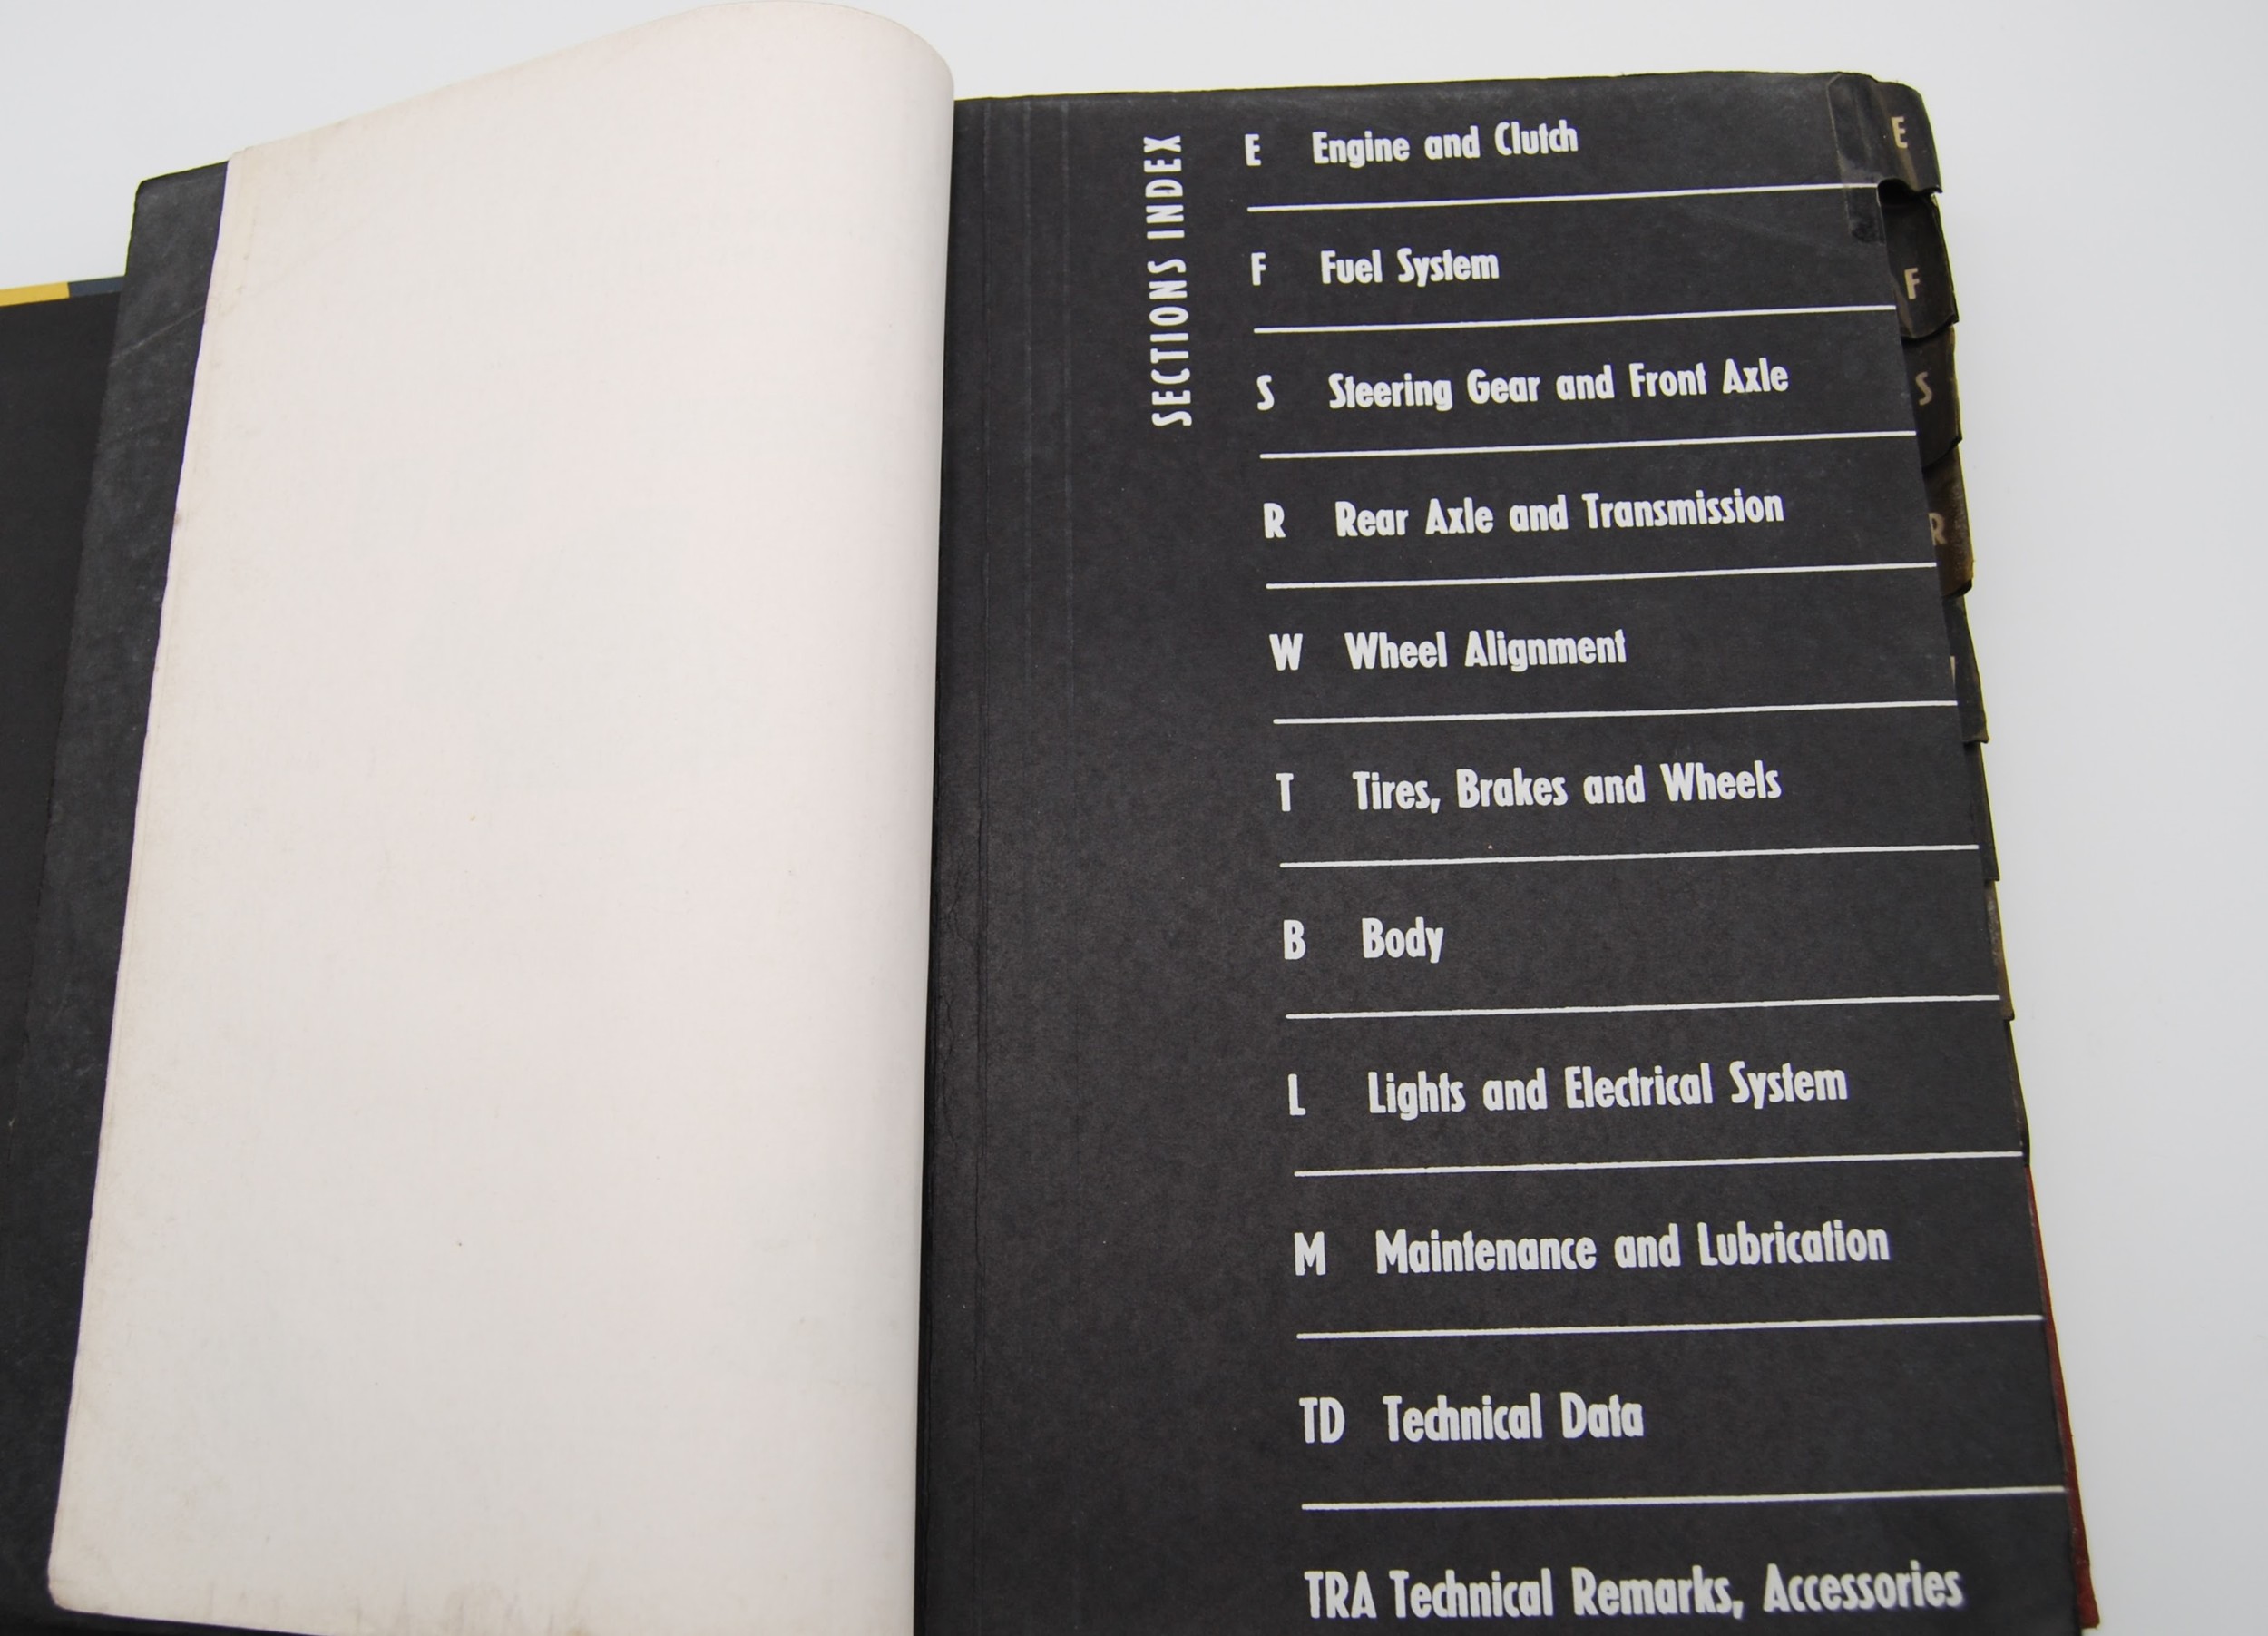 SECTIONS INDEX
E Engine and Clutch
F Fuel System
S Steering Gear and Front Axle
R Rear Axle and Transmission
W Wheel Alignment
T Tires, Brakes and Wheels
B Body
L Lights and Electrical System
M Maintenance and Lubrication
TD Technical Data
TRA Technical Remarks, Accessories
E
F
S
R